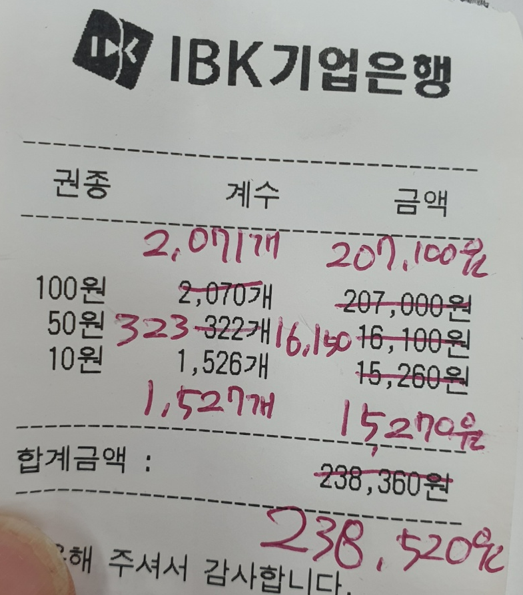 IBK기업은행
권종 계수 금액
2,071개 207,100원
100원 2,070개 207,000원
50원 323 322개 16,150 16,100원
10원 1,526개 15,260원
1,527개 15,270원
합계금액 : 238,360원
238,520원
해 주셔서 감사합니다.